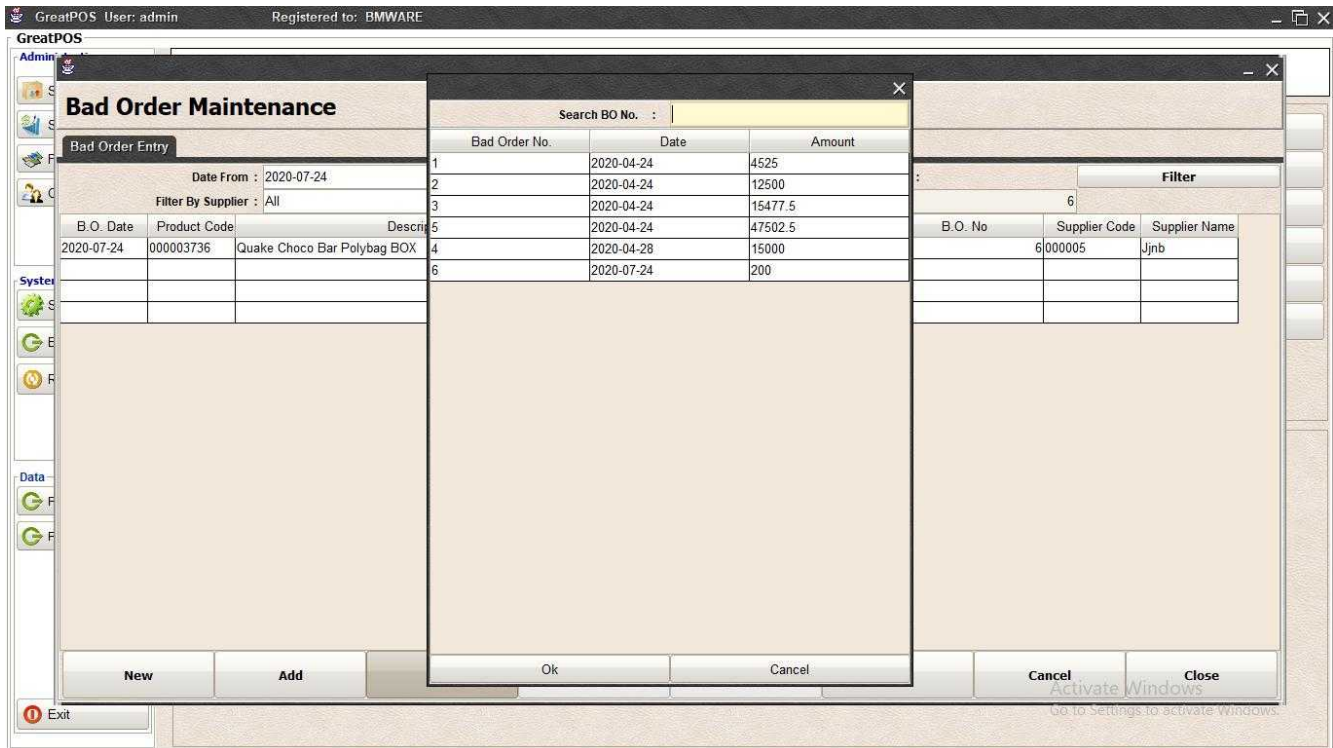 GreatPOS User: admin Registered to: BMWARE
GreatPOS
Bad Order Maintenance
Search BO No. :
Bad Order Entry
Bad Order No. Date Amount
1 2020-04-24 4525
2 2020-04-24 12500
3 2020-04-24 15477.5
5 2020-04-24 47502.5
4 2020-04-28 15000
6 2020-07-24 200
Date From : 2020-07-24 : Filter
Filter By Supplier : All 6
B.O. Date Product Code B.O. No Supplier Code Supplier Name
2020-07-24 000003736 Quake Choco Bar Polybag BOX 6 000005 Jjnb
Data
Ok Cancel
New Add Cancel Close
Activate Windows
Go to Settings to activate Windows.
Exit